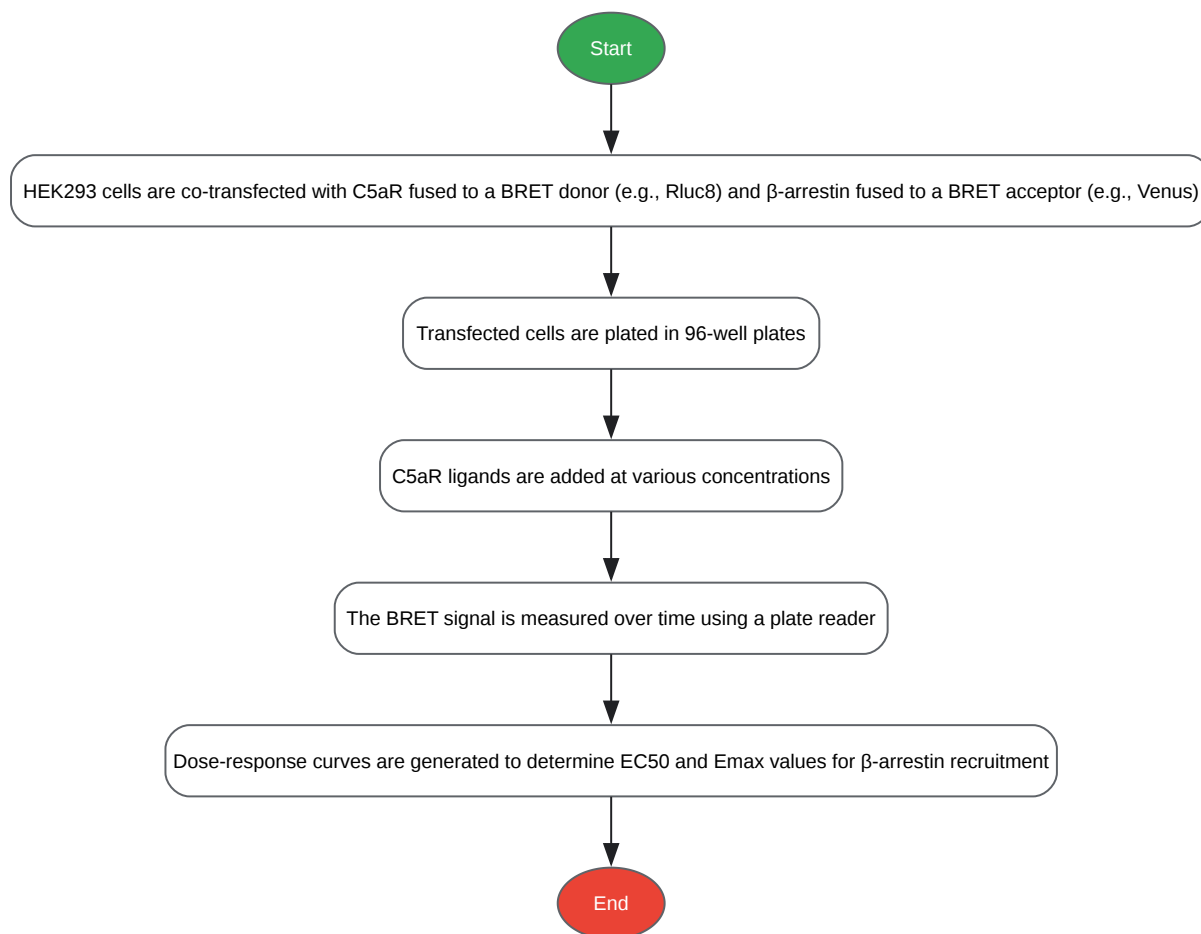 Start
HEK293 cells are co-transfected with C5aR fused to a BRET donor (e.g., Rluc8) and β-arrestin fused to a BRET acceptor (e.g., Venus)
Transfected cells are plated in 96-well plates
C5aR ligands are added at various concentrations
The BRET signal is measured over time using a plate reader
Dose-response curves are generated to determine EC50 and Emax values for β-arrestin recruitment
End